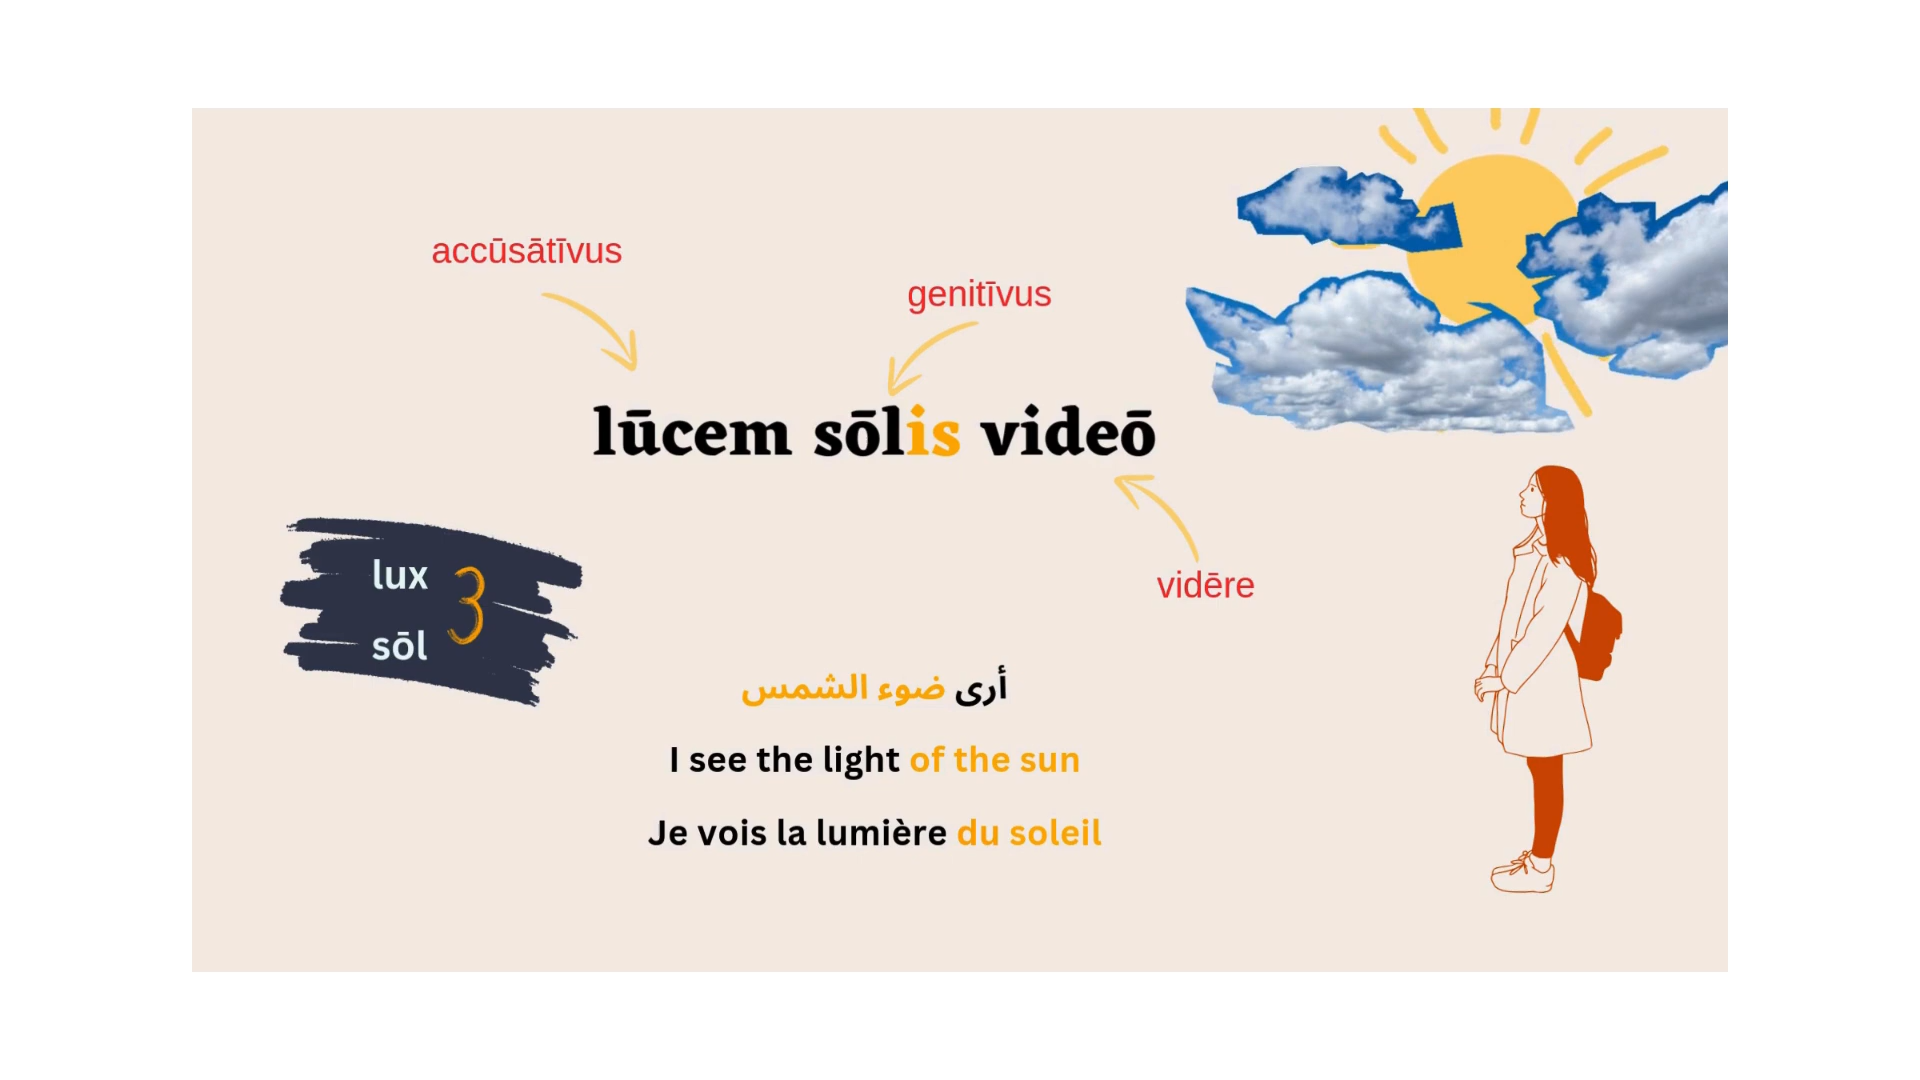 accūsātīvus
genitīvus
lūcem sōlis videō
vidēre
lux
3
sōl
أرى ضوء الشمس
I see the light of the sun
Je vois la lumière du soleil